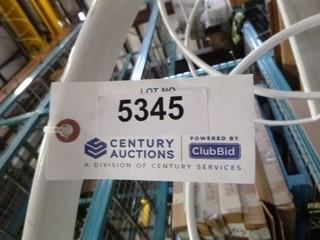 LOT NO.
5345
CENTURY AUCTIONS
POWERED BY
ClubBid
A DIVISION OF CENTURY SERVICES